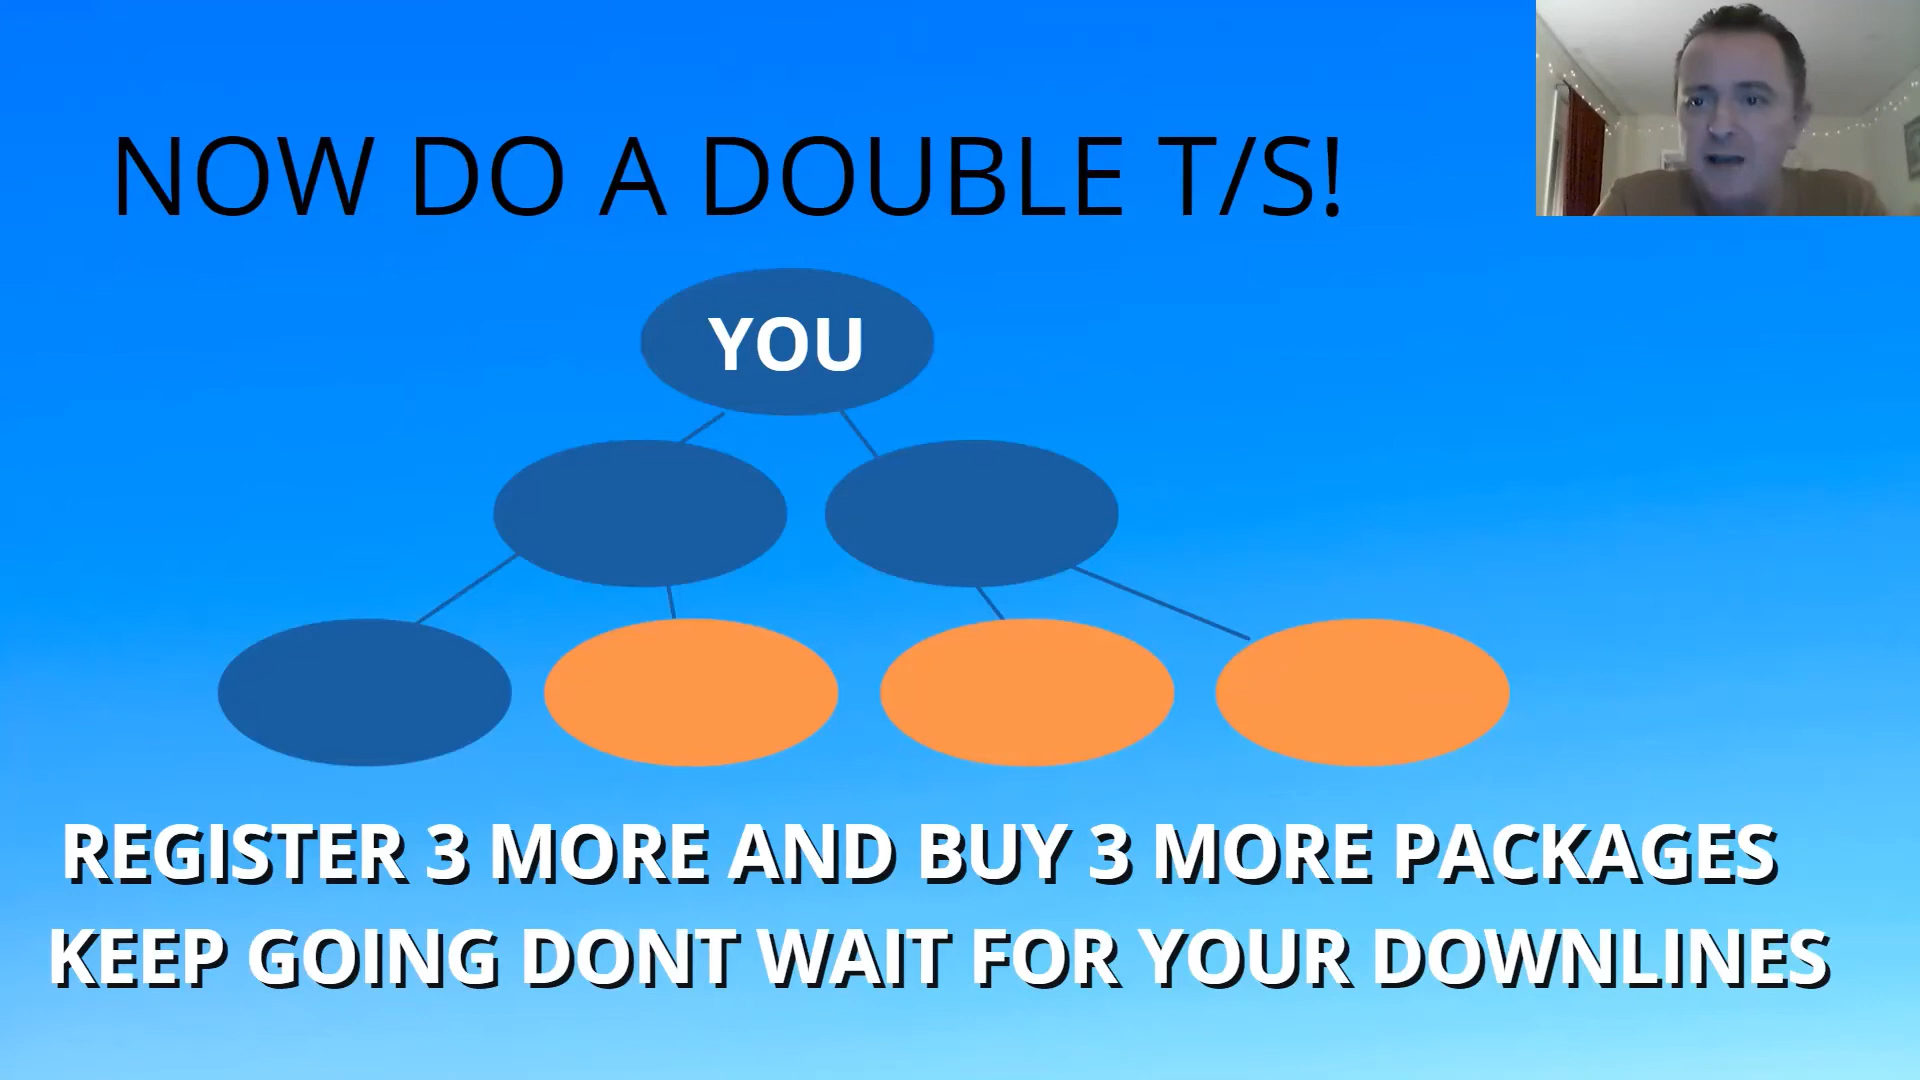 NOW DO A DOUBLE T/S!
YOU
REGISTER 3 MORE AND BUY 3 MORE PACKAGES
KEEP GOING DONT WAIT FOR YOUR DOWNLINES